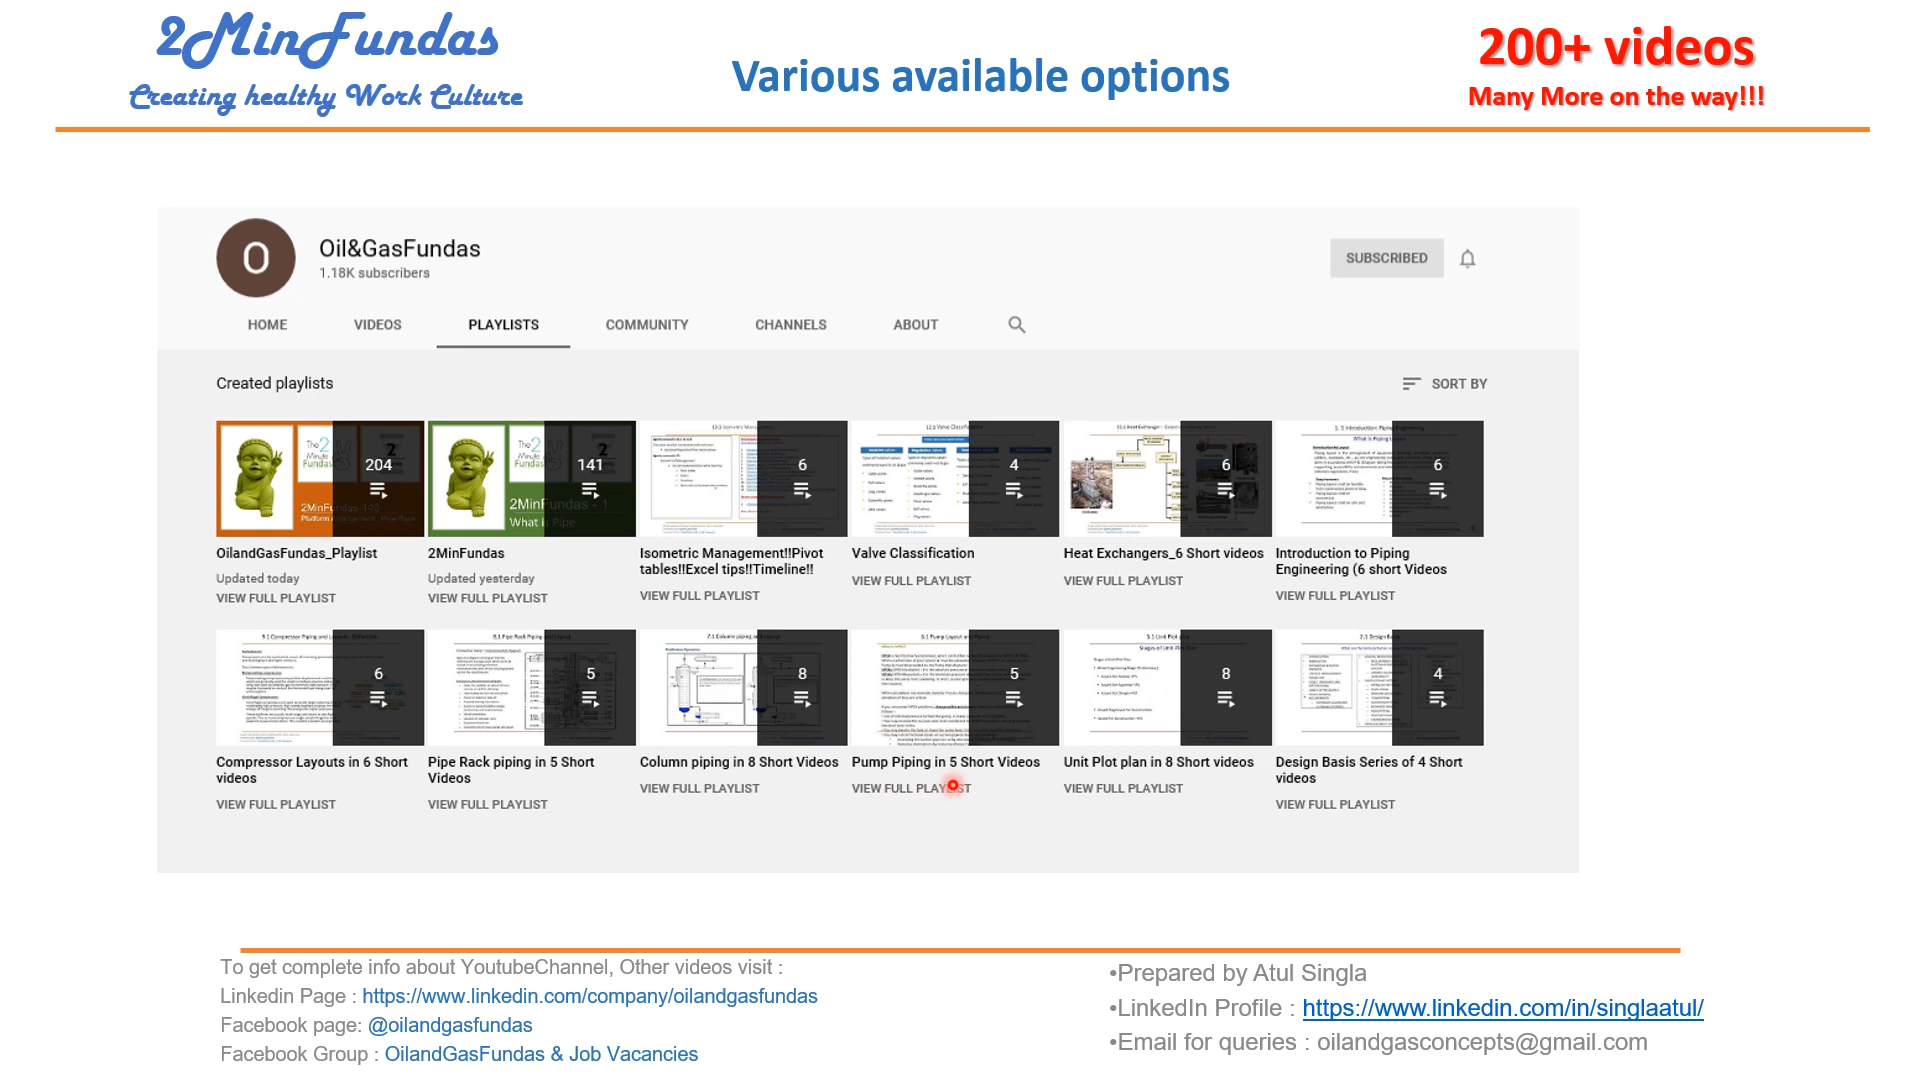 2MinFundas
Creating healthy Work Culture
Various available options
200+ videos
Many More on the way!!!
O
Oil&GasFundas
1.18K subscribers
SUBSCRIBED
HOME
VIDEOS
PLAYLISTS
COMMUNITY
CHANNELS
ABOUT
Created playlists
SORT BY
204
141
6
4
6
6
OilandGasFundas_Playlist
Updated today
VIEW FULL PLAYLIST
2MinFundas
Updated yesterday
VIEW FULL PLAYLIST
Isometric Management!!Pivot
tables!!Excel tips!!Timeline!!
VIEW FULL PLAYLIST
Valve Classification
VIEW FULL PLAYLIST
Heat Exchangers_6 Short videos
VIEW FULL PLAYLIST
Introduction to Piping
Engineering (6 short Videos
VIEW FULL PLAYLIST
6
5
8
5
8
4
Compressor Layouts in 6 Short
videos
VIEW FULL PLAYLIST
Pipe Rack piping in 5 Short
Videos
VIEW FULL PLAYLIST
Column piping in 8 Short Videos
VIEW FULL PLAYLIST
Pump Piping in 5 Short Videos
VIEW FULL PLAYLIST
Unit Plot plan in 8 Short videos
VIEW FULL PLAYLIST
Design Basis Series of 4 Short
videos
VIEW FULL PLAYLIST
To get complete info about YoutubeChannel, Other videos visit :
Linkedin Page : https://www.linkedin.com/company/oilandgasfundas
Facebook page: @oilandgasfundas
Facebook Group : OilandGasFundas & Job Vacancies
•Prepared by Atul Singla
•LinkedIn Profile : https://www.linkedin.com/in/singlaatul/
•Email for queries : oilandgasconcepts@gmail.com